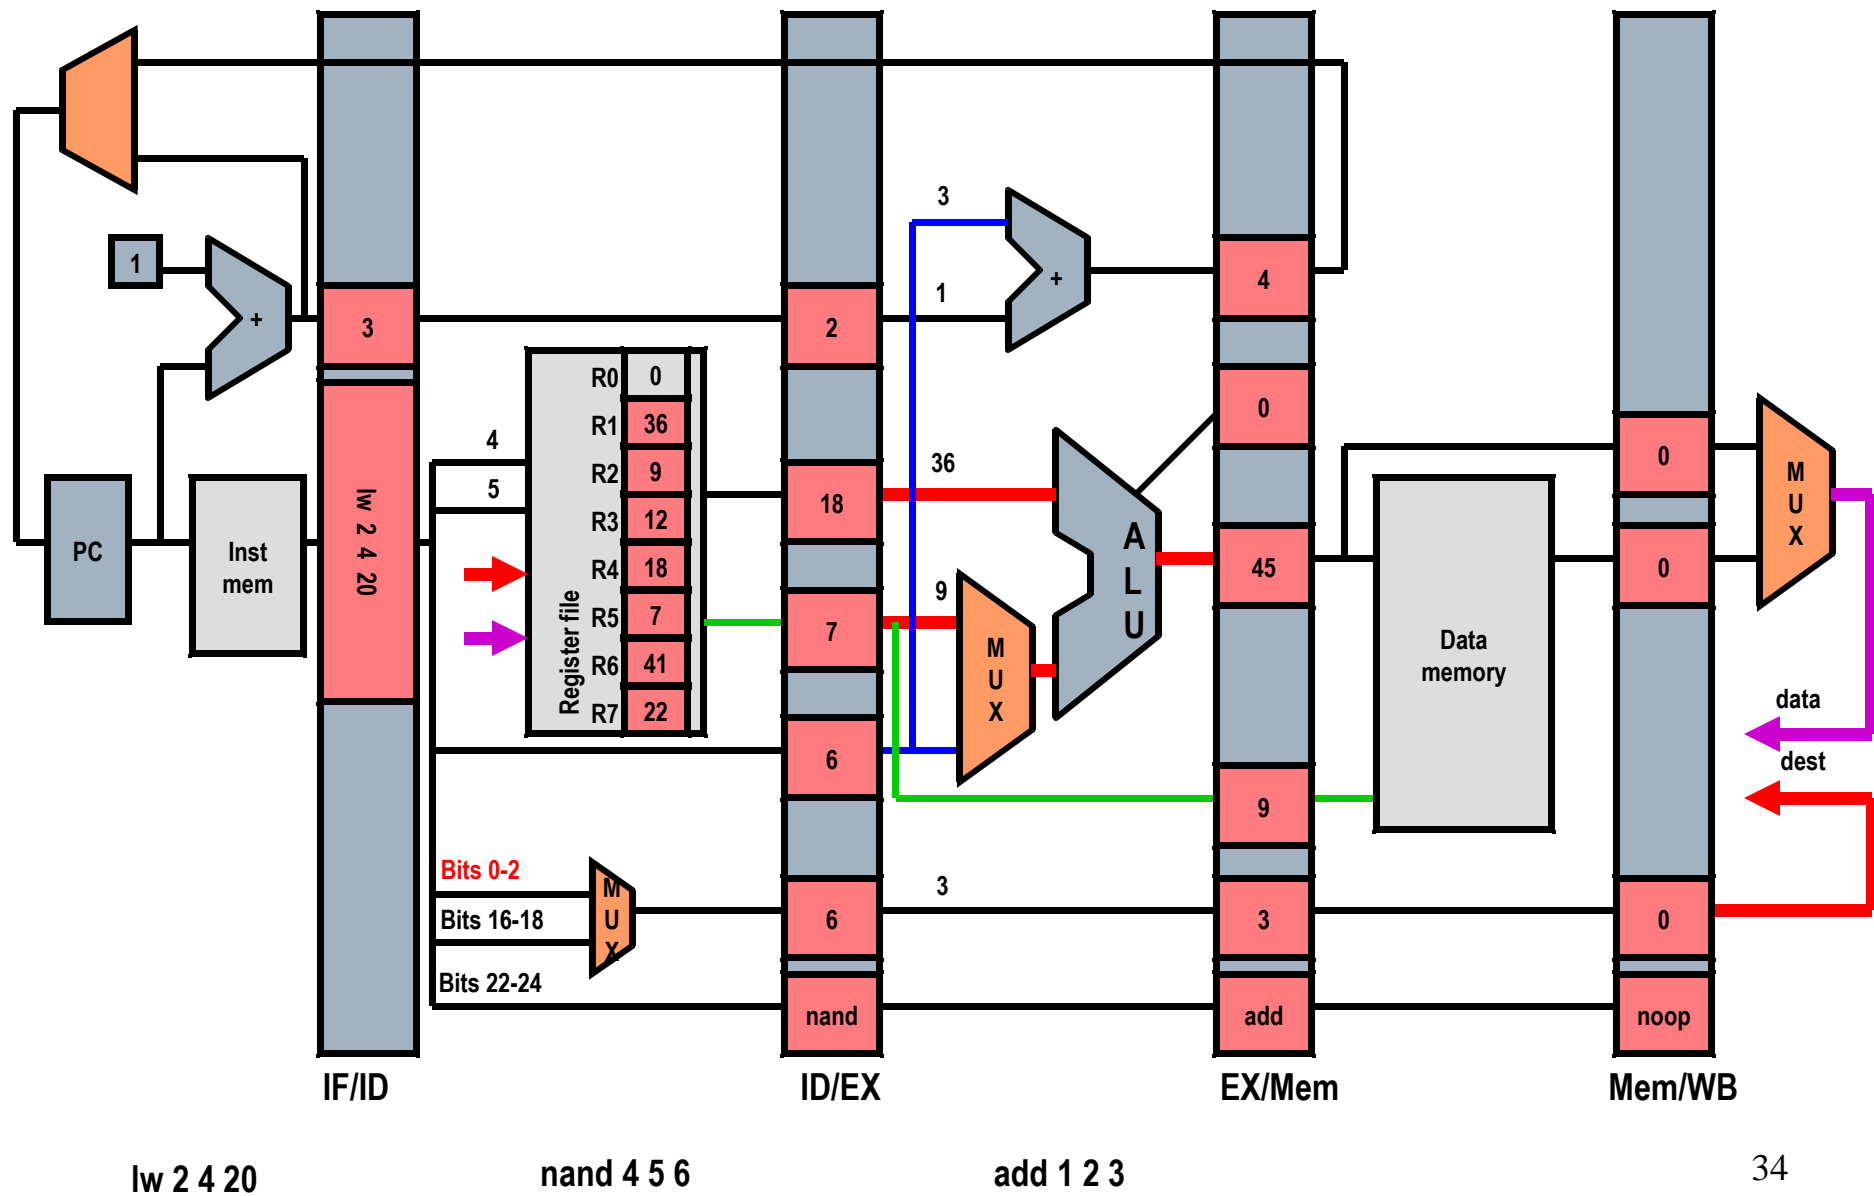 3
1
+
1
+
3
2
4
R0 0
R1 36
R2 9
R3 12
R4 18
R5 7
R6 41
R7 22
Register file
0
4
5
36
18
lw 2 4 20
PC
Inst
mem
A
L
U
45
0
0
M
U
X
9
7
M
U
X
Data
memory
data
dest
6
9
Bits 0-2
Bits 16-18
Bits 22-24
M
U
X
6
3
3
0
nand
add
noop
IF/ID
ID/EX
EX/Mem
Mem/WB
lw 2 4 20
nand 4 5 6
add 1 2 3
34